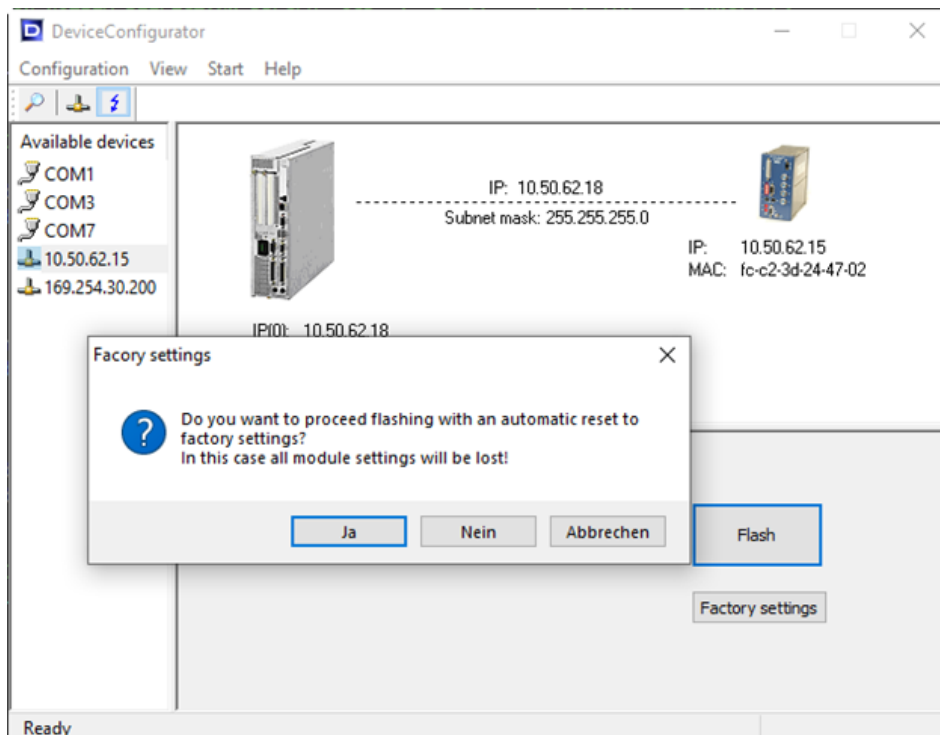 DeviceConfigurator
Configuration View Start Help
Available devices
COM1
COM3
COM7
10.50.62.15
169.254.30.200
IP: 10.50.62.18
Subnet mask: 255.255.255.0
IP: 10.50.62.15
MAC: fc-c2-3d-24-47-02
IP(0): 10.50.62.18
Facory settings
Do you want to proceed flashing with an automatic reset to
factory settings?
In this case all module settings will be lost!
Ja Nein Abbrechen
Flash
Factory settings
Ready